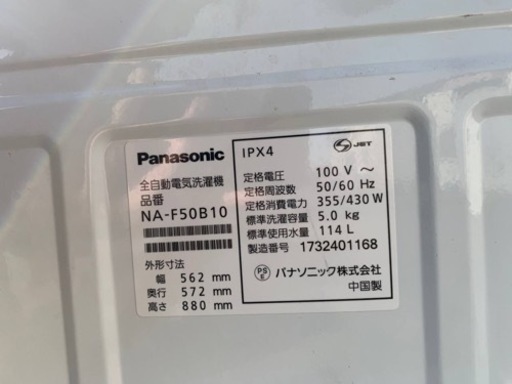 Panasonic
全自動電気洗濯機
品番
NA-F50B10
外形寸法
幅 562 mm
奥行 572 mm
高さ 880 mm
IPX4
JET
定格電圧 100 V ～
定格周波数 50/60 Hz
定格消費電力 355/430 W
標準洗濯容量 5.0 kg
標準使用水量 114 L
製造番号 1732401168
PSE パナソニック株式会社
中国製